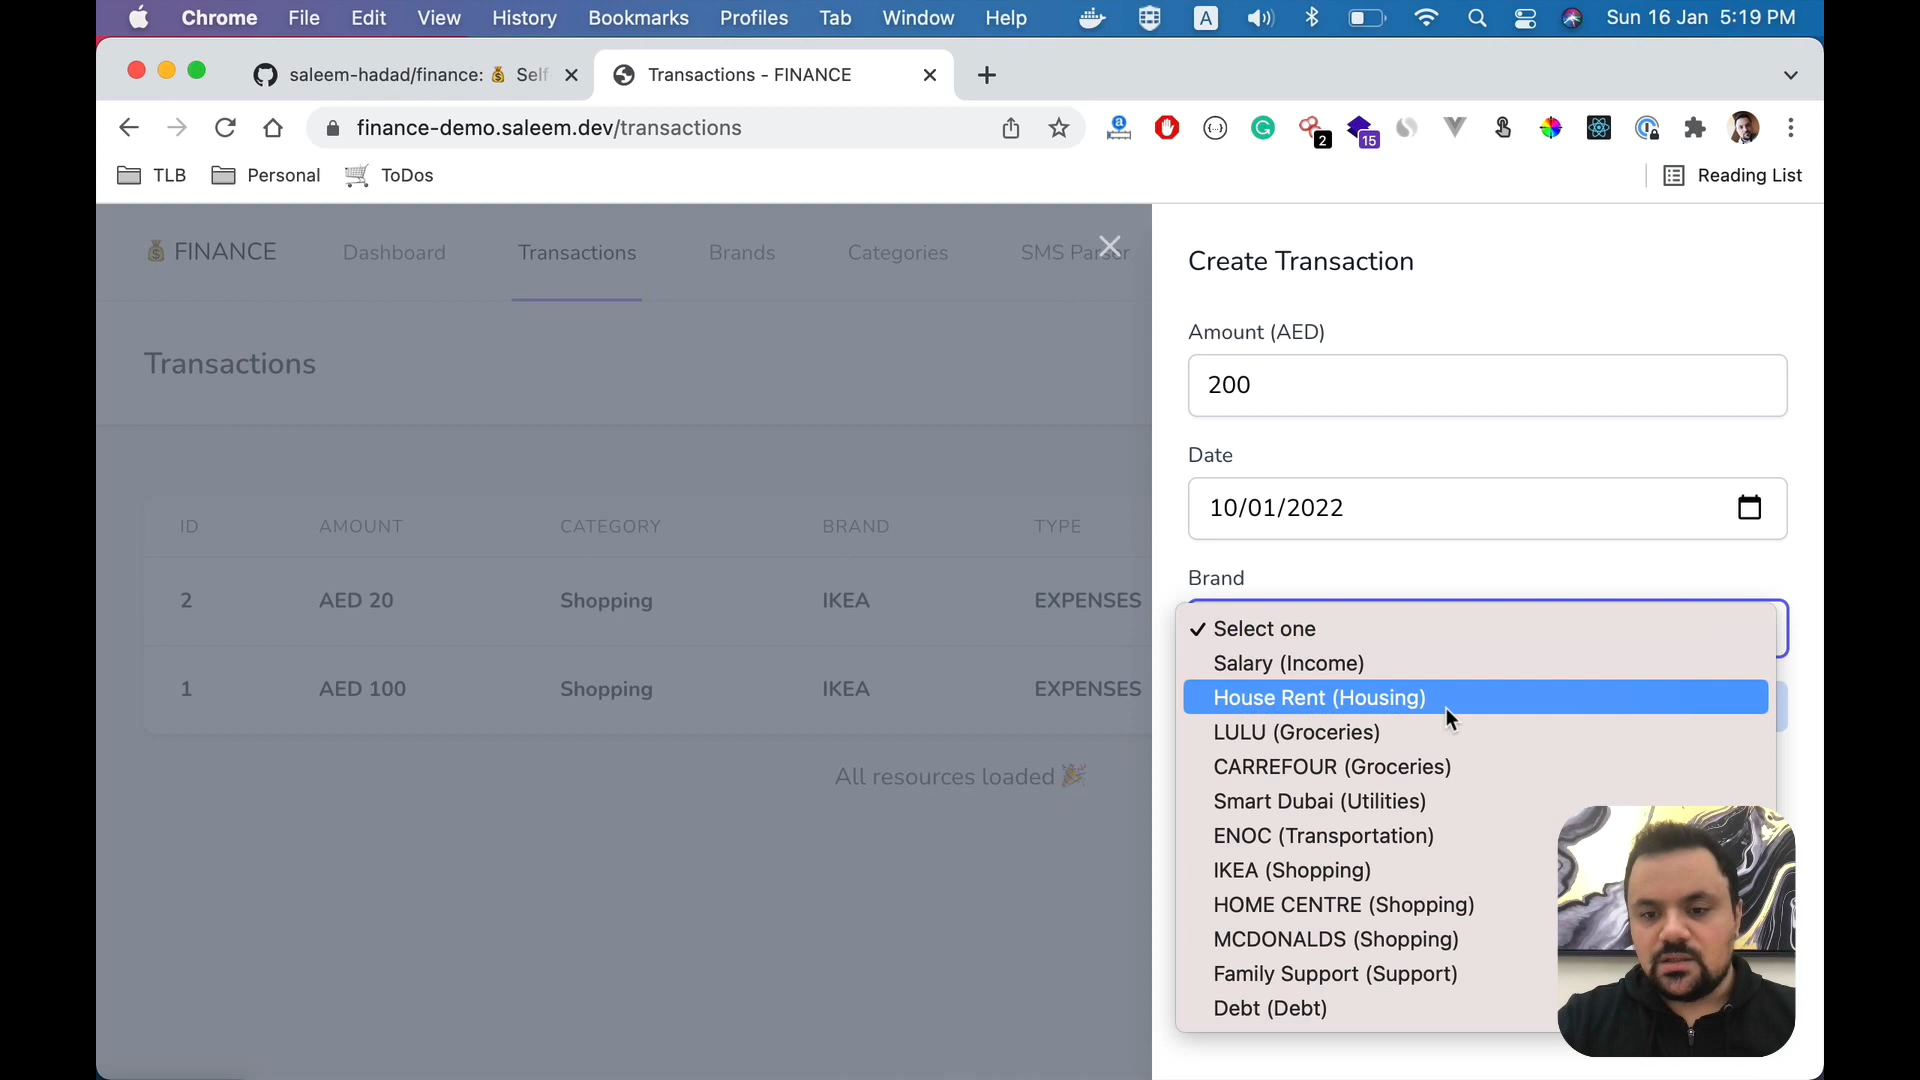 Chrome File Edit View History Bookmarks Profiles Tab Window Help A Sun 16 Jan 5:19 PM
saleem-hadad/finance: 💰 Self
Transactions - FINANCE
finance-demo.saleem.dev/transactions
2
15
TLB Personal ToDos Reading List
💰 FINANCE Dashboard Transactions Brands Categories SMS Parser
Transactions
ID AMOUNT CATEGORY BRAND TYPE
2 AED 20 Shopping IKEA EXPENSES
1 AED 100 Shopping IKEA EXPENSES
All resources loaded 🎉
Create Transaction
Amount (AED)
200
Date
10/01/2022
Brand
✓ Select one
Salary (Income)
House Rent (Housing)
LULU (Groceries)
CARREFOUR (Groceries)
Smart Dubai (Utilities)
ENOC (Transportation)
IKEA (Shopping)
HOME CENTRE (Shopping)
MCDONALDS (Shopping)
Family Support (Support)
Debt (Debt)